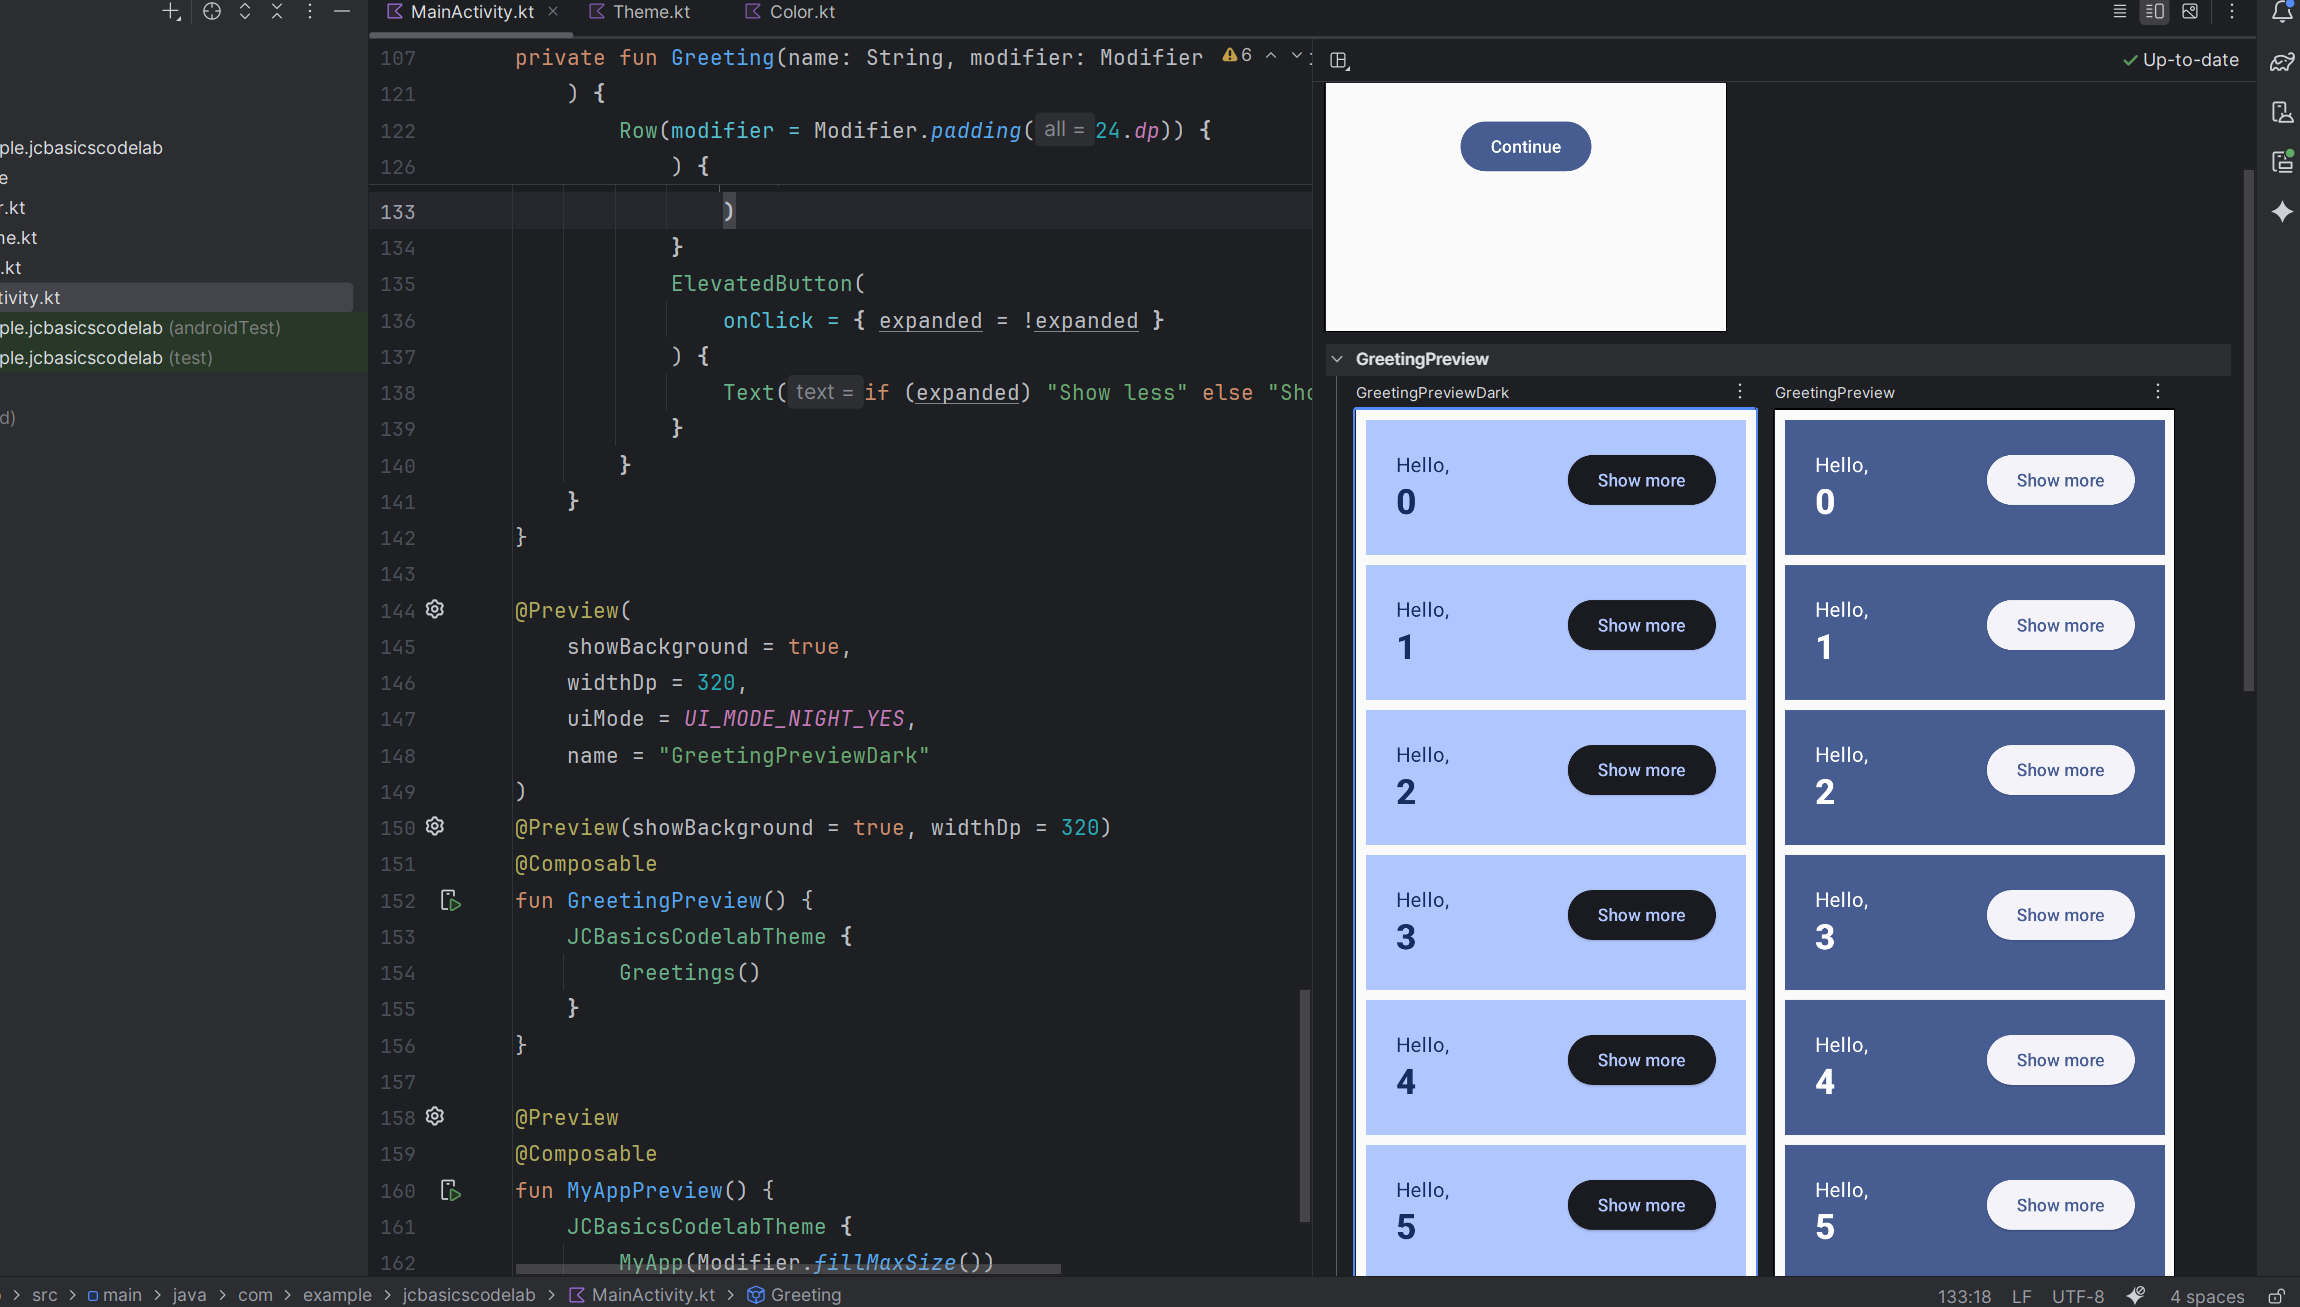 MainActivity.kt
Theme.kt
Color.kt
ple.jcbasicscodelab
e
r.kt
ne.kt
.kt
tivity.kt
ple.jcbasicscodelab (androidTest)
ple.jcbasicscodelab (test)
d)
107 private fun Greeting(name: String, modifier: Modifier
6
121 ) {
122 Row(modifier = Modifier.padding( all = 24.dp)) {
126 ) {
133 )
134 }
135 ElevatedButton(
136 onClick = { expanded = !expanded }
137 ) {
138 Text( text = if (expanded) "Show less" else "Sho
139 }
140 }
141 }
142 }
143
144 @Preview(
145 showBackground = true,
146 widthDp = 320,
147 uiMode = UI_MODE_NIGHT_YES,
148 name = "GreetingPreviewDark"
149 )
150 @Preview(showBackground = true, widthDp = 320)
151 @Composable
152 fun GreetingPreview() {
153 JCBasicsCodelabTheme {
154 Greetings()
155 }
156 }
157
158 @Preview
159 @Composable
160 fun MyAppPreview() {
161 JCBasicsCodelabTheme {
162 MyApp(Modifier.fillMaxSize())
Up-to-date
Continue
GreetingPreview
GreetingPreviewDark
Hello,
0
Show more
Hello,
1
Show more
Hello,
2
Show more
Hello,
3
Show more
Hello,
4
Show more
Hello,
5
Show more
GreetingPreview
Hello,
0
Show more
Hello,
1
Show more
Hello,
2
Show more
Hello,
3
Show more
Hello,
4
Show more
Hello,
5
Show more
src > main > java > com > example > jcbasicscodelab > MainActivity.kt > Greeting
133:18 LF UTF-8 4 spaces